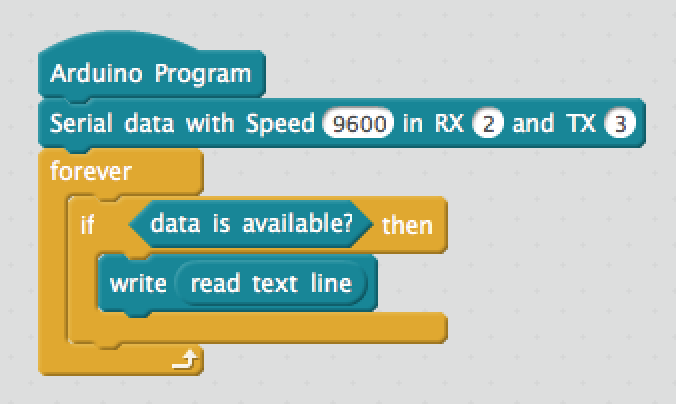 Arduino Program
Serial data with Speed 9600 in RX 2 and TX 3
forever
if data is available? then
write read text line